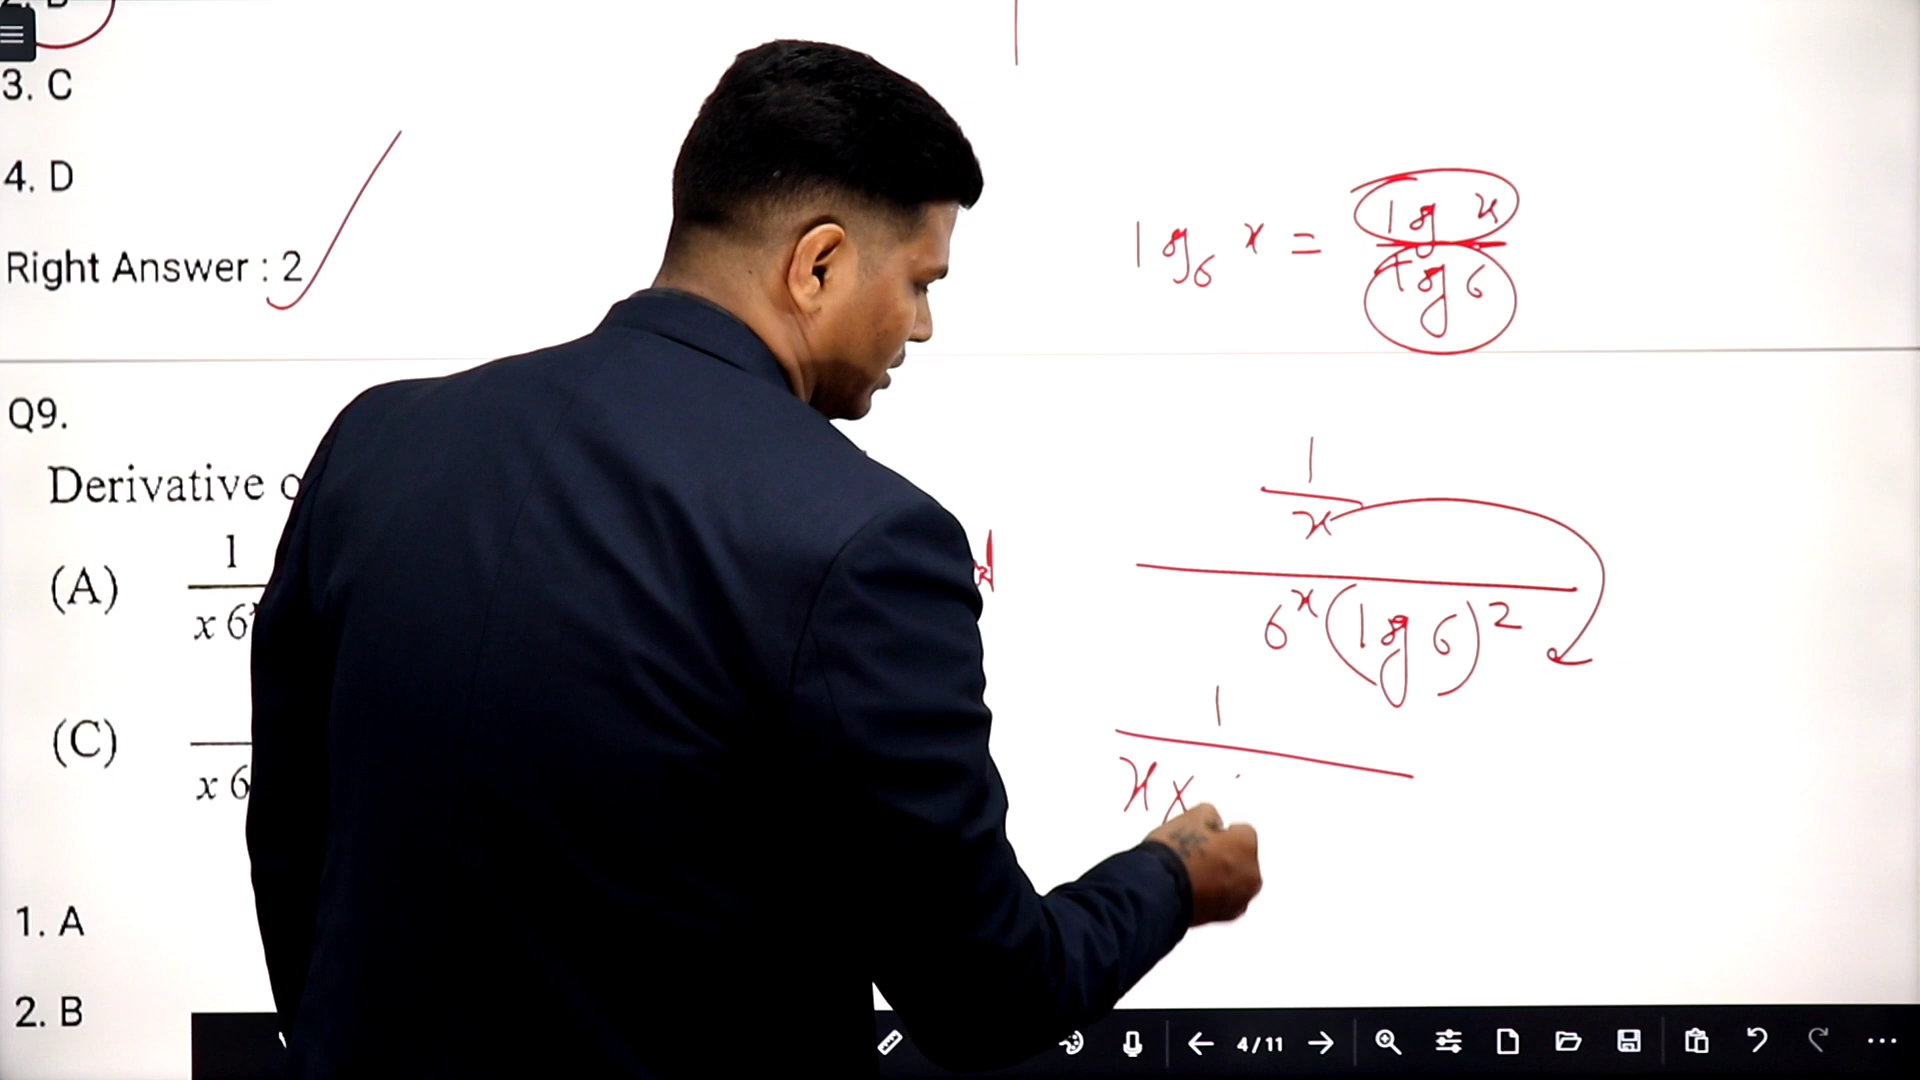 3. C
4. D
Right Answer : 2
log₆ x = log x / log 6
Q9.
Derivative
(A) 1 / x 6
1 / x
6ˣ (log 6)²
(C) x 6
1 / x ×
1. A
2. B
4/11